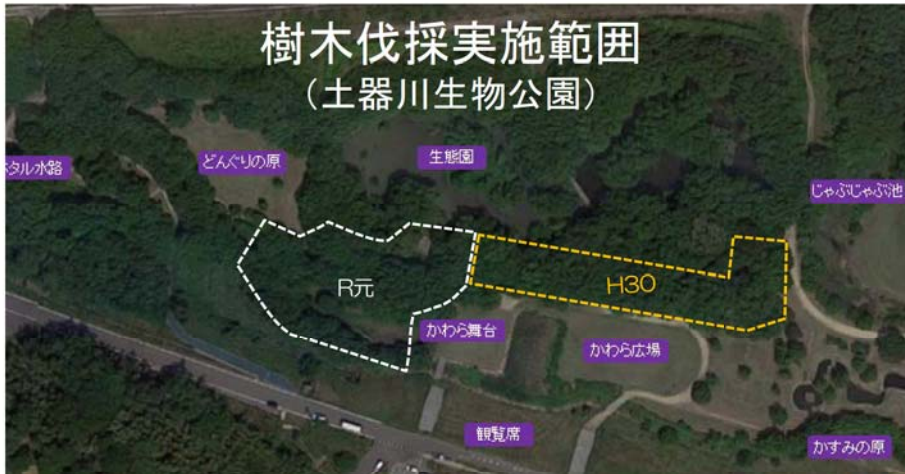 樹木伐採実施範囲
(土器川生物公園)
どんぐりの原
生態園
タル水路
じゃぶじゃぶ池
R元
H30
かわら舞台
かわら広場
観覧席
かすみの原